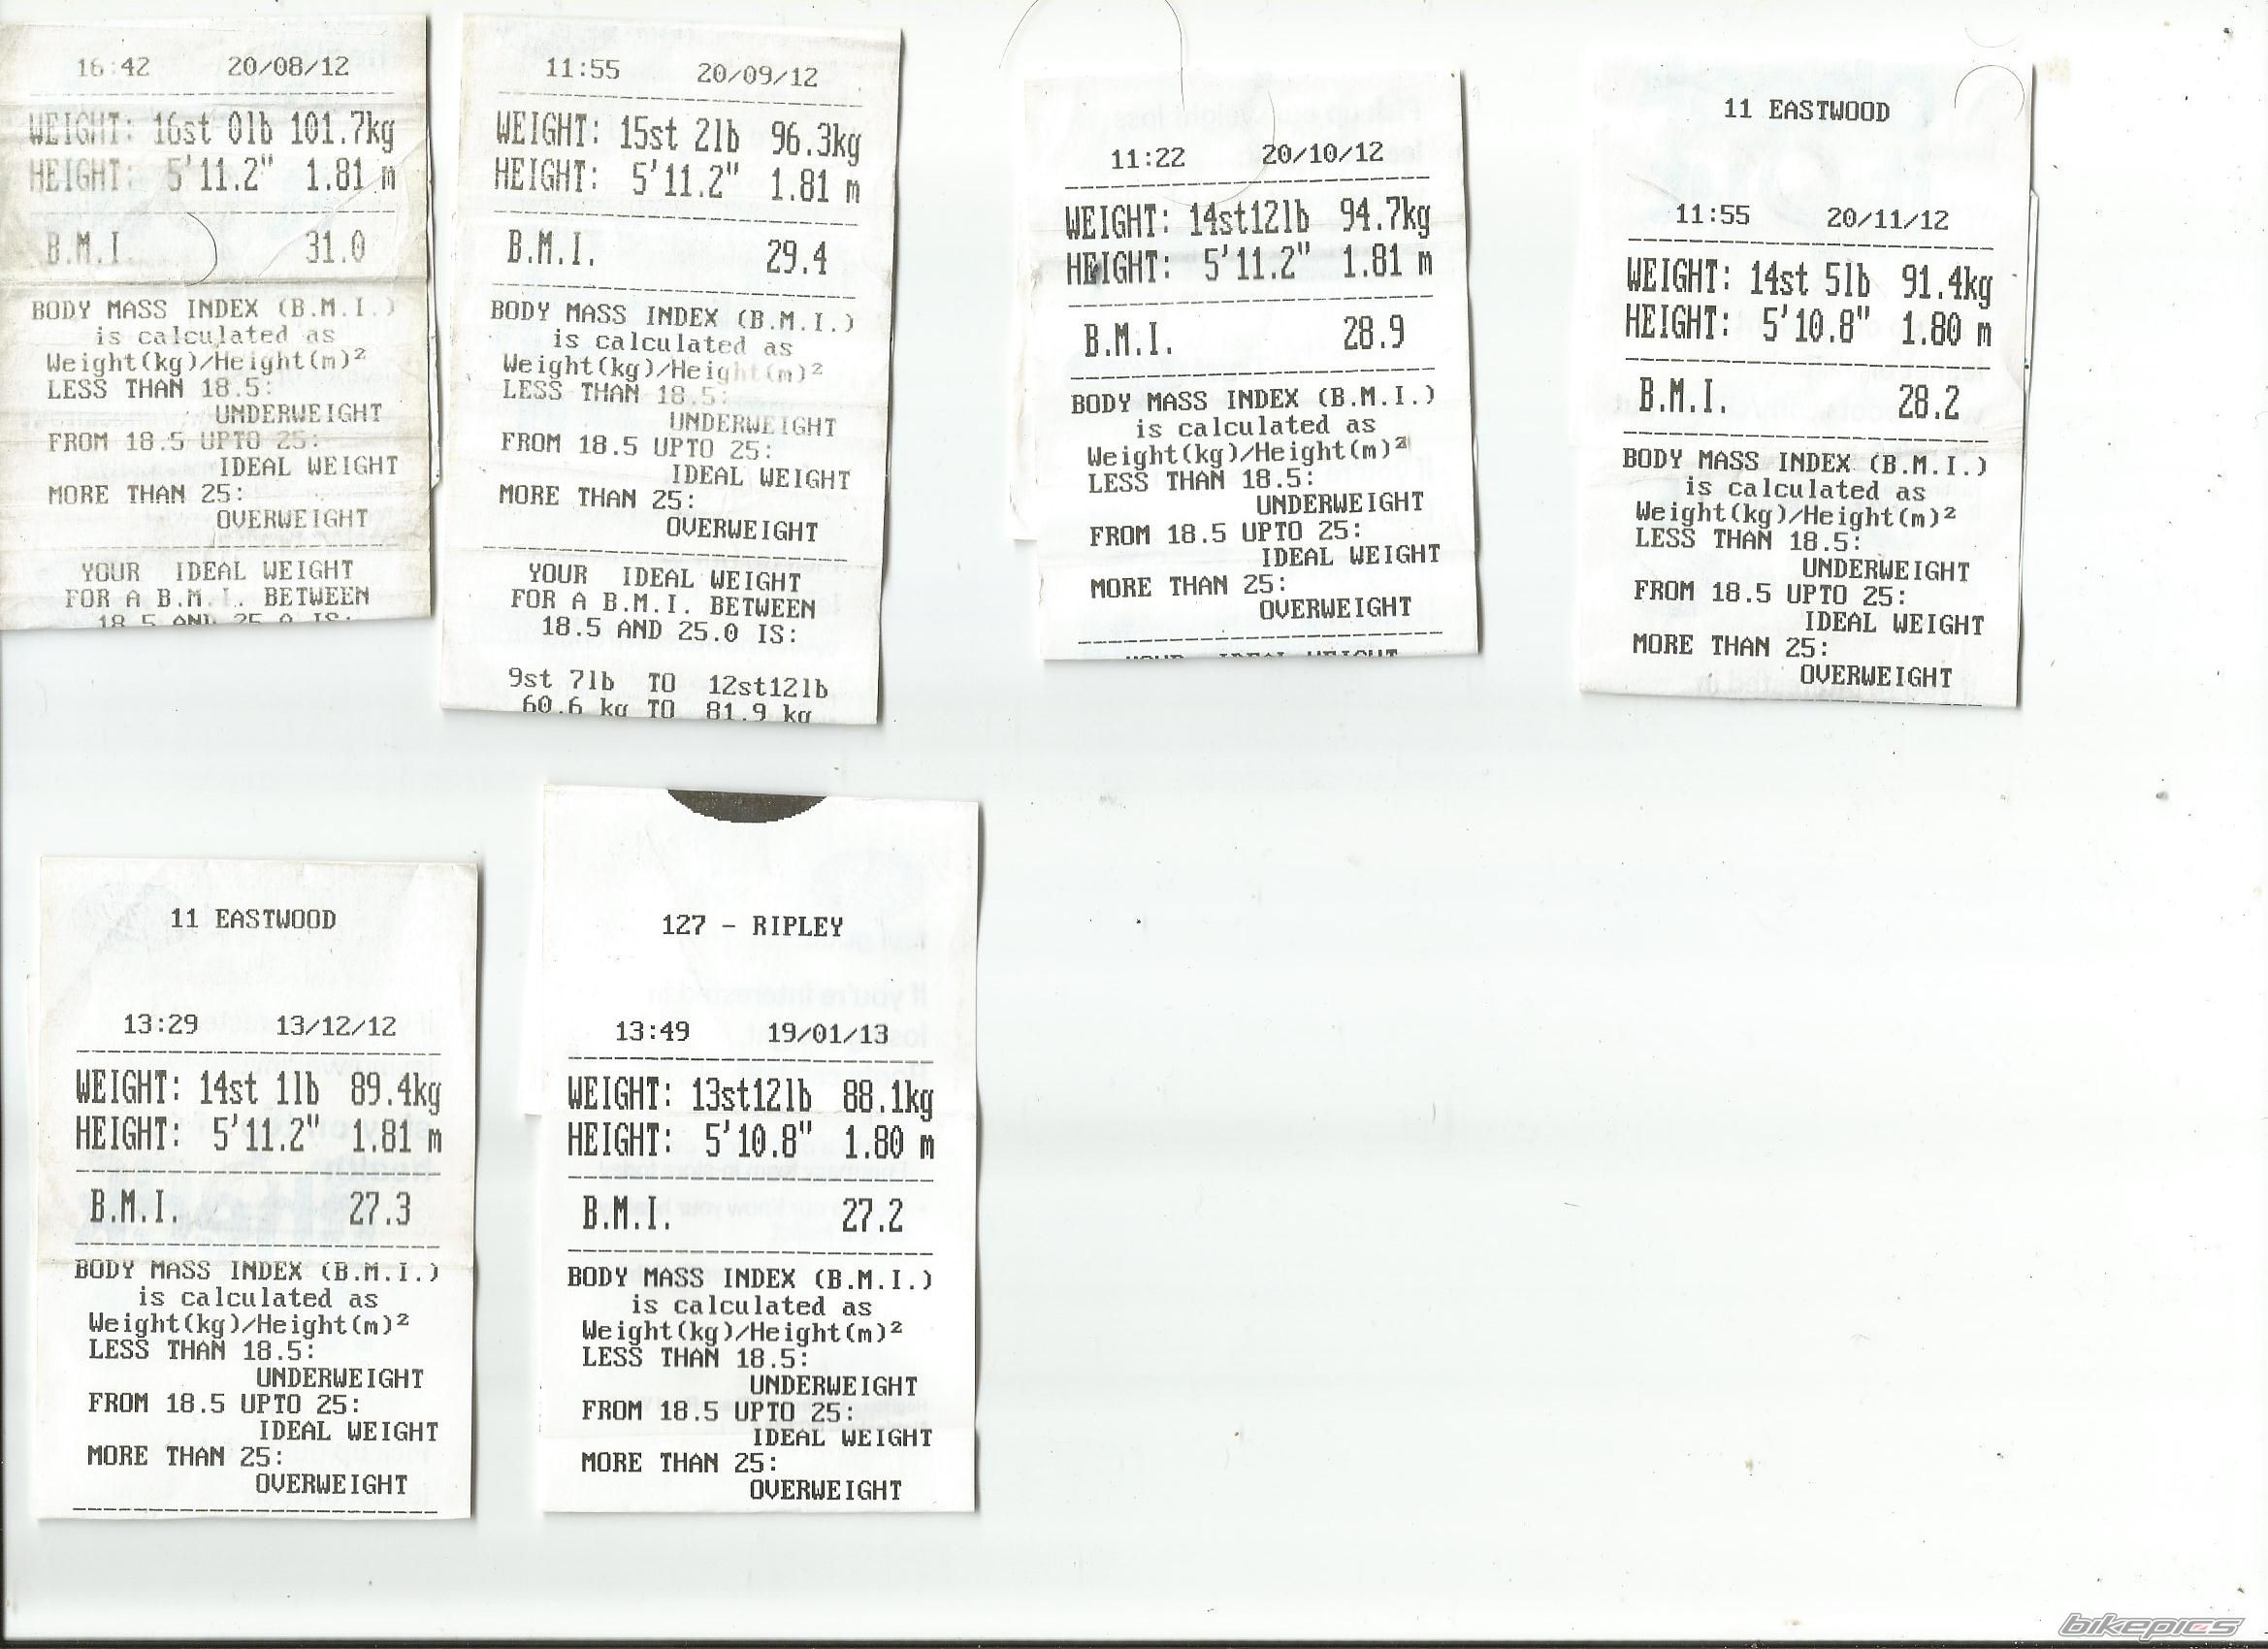 16:42 20/08/12
WEIGHT: 16st 0lb 101.7kg
HEIGHT: 5'11.2" 1.81 m
B.M.I. 31.0
BODY MASS INDEX (B.M.I.)
is calculated as
Weight(kg)/Height(m)²
LESS THAN 18.5:
UNDERWEIGHT
FROM 18.5 UPTO 25:
IDEAL WEIGHT
MORE THAN 25:
OVERWEIGHT
YOUR IDEAL WEIGHT
FOR A B.M.I. BETWEEN
18.5 AND 25.0 IS:
11:55 20/09/12
WEIGHT: 15st 2lb 96.3kg
HEIGHT: 5'11.2" 1.81 m
B.M.I. 29.4
BODY MASS INDEX (B.M.I.)
is calculated as
Weight(kg)/Height(m)²
LESS THAN 18.5:
UNDERWEIGHT
FROM 18.5 UPTO 25:
IDEAL WEIGHT
MORE THAN 25:
OVERWEIGHT
YOUR IDEAL WEIGHT
FOR A B.M.I. BETWEEN
18.5 AND 25.0 IS:
9st 7lb TO 12st12lb
60.6 kg TO 81.9 kg
11:22 20/10/12
WEIGHT: 14st12lb 94.7kg
HEIGHT: 5'11.2" 1.81 m
B.M.I. 28.9
BODY MASS INDEX (B.M.I.)
is calculated as
Weight(kg)/Height(m)²
LESS THAN 18.5:
UNDERWEIGHT
FROM 18.5 UPTO 25:
IDEAL WEIGHT
MORE THAN 25:
OVERWEIGHT
YOUR IDEAL WEIGHT
11 EASTWOOD
11:55 20/11/12
WEIGHT: 14st 5lb 91.4kg
HEIGHT: 5'10.8" 1.80 m
B.M.I. 28.2
BODY MASS INDEX (B.M.I.)
is calculated as
Weight(kg)/Height(m)²
LESS THAN 18.5:
UNDERWEIGHT
FROM 18.5 UPTO 25:
IDEAL WEIGHT
MORE THAN 25:
OVERWEIGHT
11 EASTWOOD
13:29 13/12/12
WEIGHT: 14st 1lb 89.4kg
HEIGHT: 5'11.2" 1.81 m
B.M.I. 27.3
BODY MASS INDEX (B.M.I.)
is calculated as
Weight(kg)/Height(m)²
LESS THAN 18.5:
UNDERWEIGHT
FROM 18.5 UPTO 25:
IDEAL WEIGHT
MORE THAN 25:
OVERWEIGHT
127 - RIPLEY
13:49 19/01/13
WEIGHT: 13st12lb 88.1kg
HEIGHT: 5'10.8" 1.80 m
B.M.I. 27.2
BODY MASS INDEX (B.M.I.)
is calculated as
Weight(kg)/Height(m)²
LESS THAN 18.5:
UNDERWEIGHT
FROM 18.5 UPTO 25:
IDEAL WEIGHT
MORE THAN 25:
OVERWEIGHT
bikepics